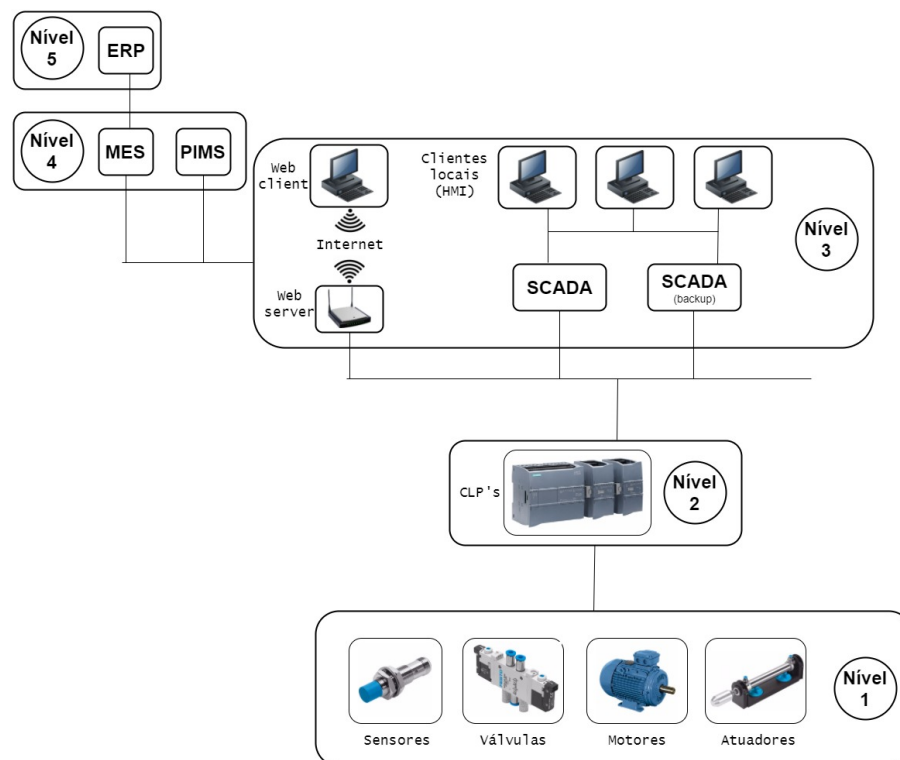 Nível
5
ERP
Nível
4
MES
PIMS
Web
client
Internet
Web
server
Clientes
locais
(HMI)
SCADA
SCADA
(backup)
Nível
3
CLP's
Nível
2
Sensores
Válvulas
Motores
Atuadores
Nível
1